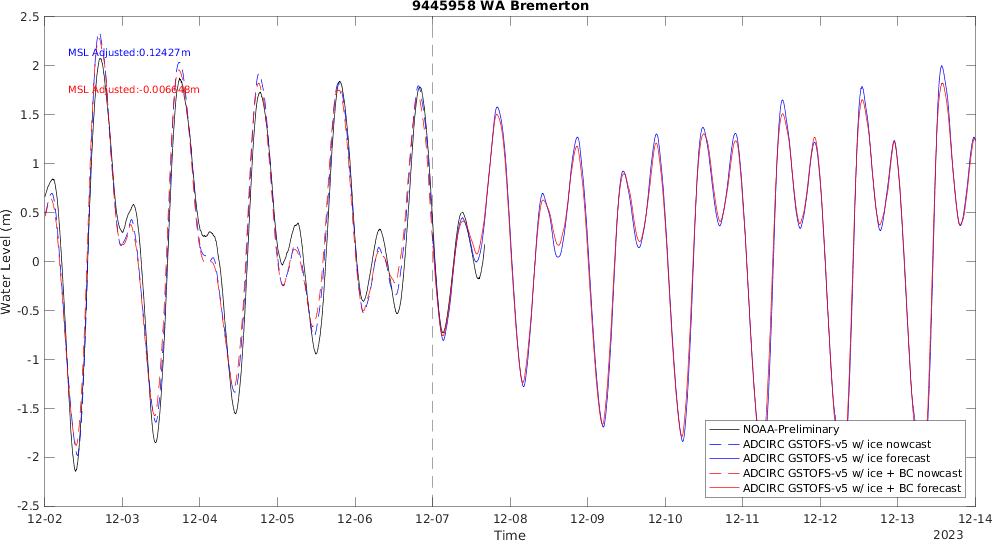 9445958 WA Bremerton
MSL Adjusted:0.12427m
MSL Adjusted:-0.006648m
Water Level (m)
2.5
2
1.5
1
0.5
0
-0.5
-1
-1.5
-2
-2.5
NOAA-Preliminary
ADCIRC GSTOFS-v5 w/ ice nowcast
ADCIRC GSTOFS-v5 w/ ice forecast
ADCIRC GSTOFS-v5 w/ ice + BC nowcast
ADCIRC GSTOFS-v5 w/ ice + BC forecast
12-02 12-03 12-04 12-05 12-06 12-07 12-08 12-09 12-10 12-11 12-12 12-13 12-14
Time
2023